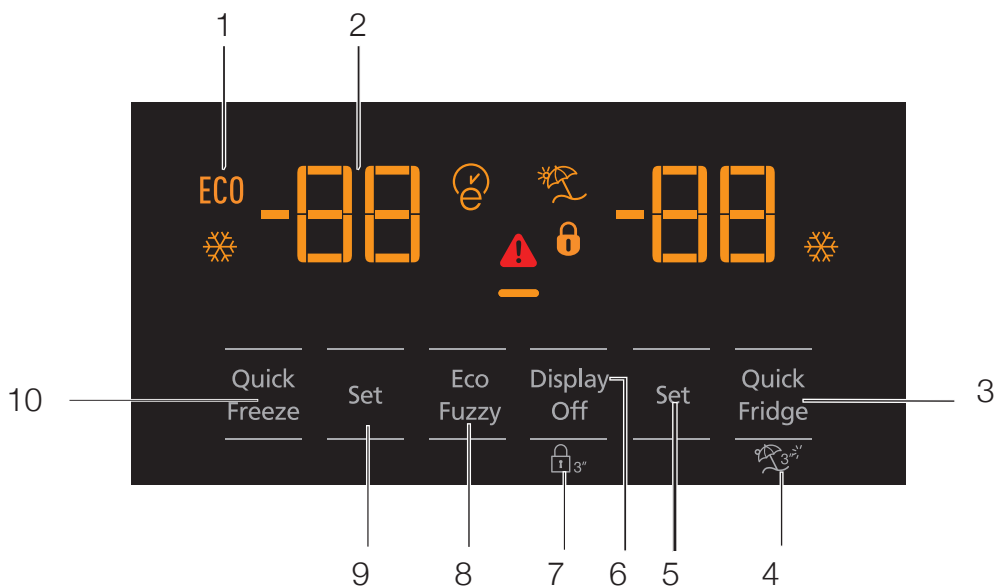 1 2
ECO -88 e -88
Quick Set Eco Display Set Quick
Freeze Fuzzy Off Fridge
10 3
3" 3"
9 8 7 6 5 4